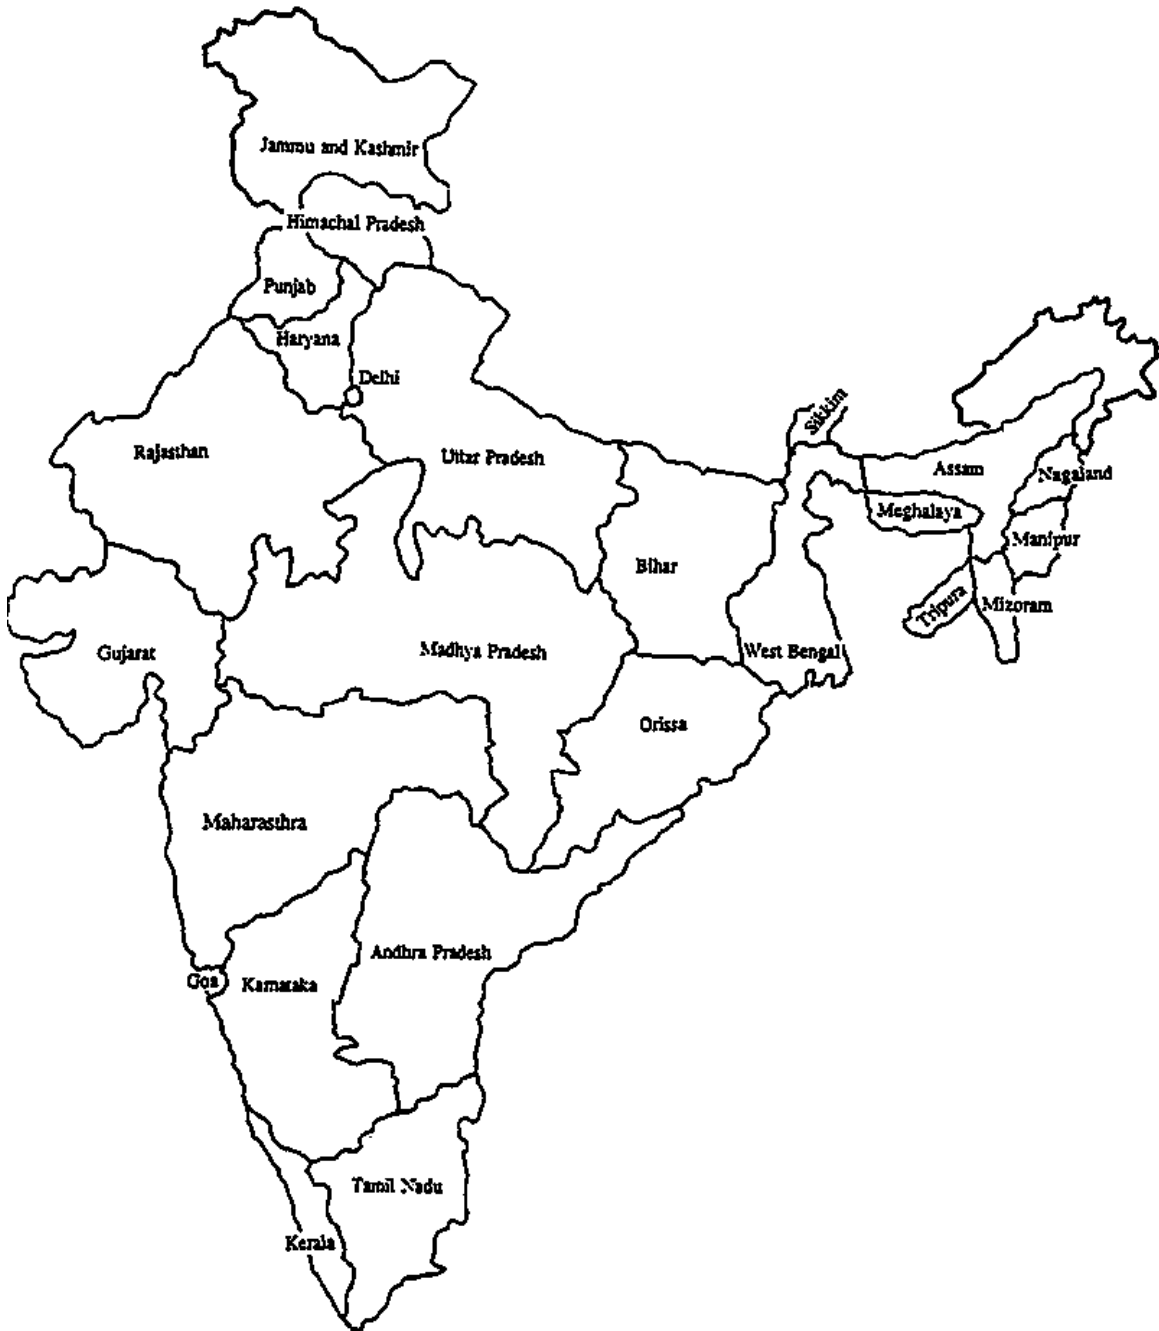 Jammu and Kashmir
Himachal Pradesh
Punjab
Haryana
Delhi
Sikkim
Rajasthan
Uttar Pradesh
Assam
Nagaland
Meghalaya
Manipur
Bihar
Tripura
Mizoram
Gujarat
Madhya Pradesh
West Bengal
Orissa
Maharasthra
Andhra Pradesh
Goa
Karnataka
Tamil Nadu
Kerala